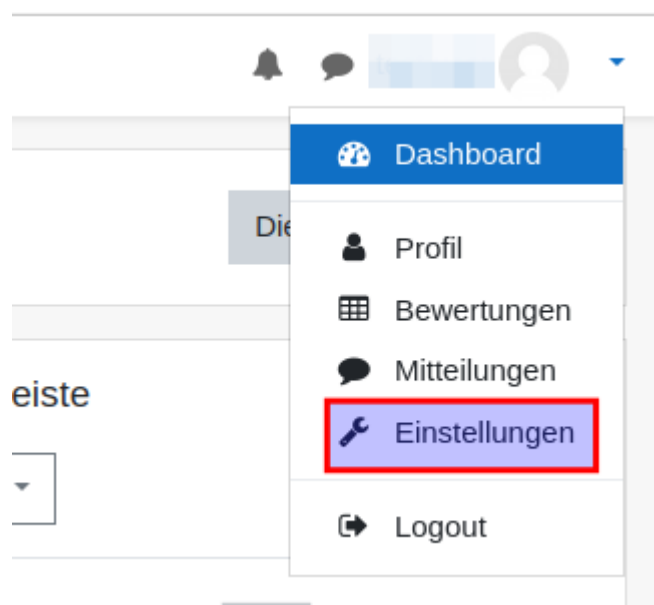 Dashboard
Die
Profil
Bewertungen
Mitteilungen
eiste
Einstellungen
Logout